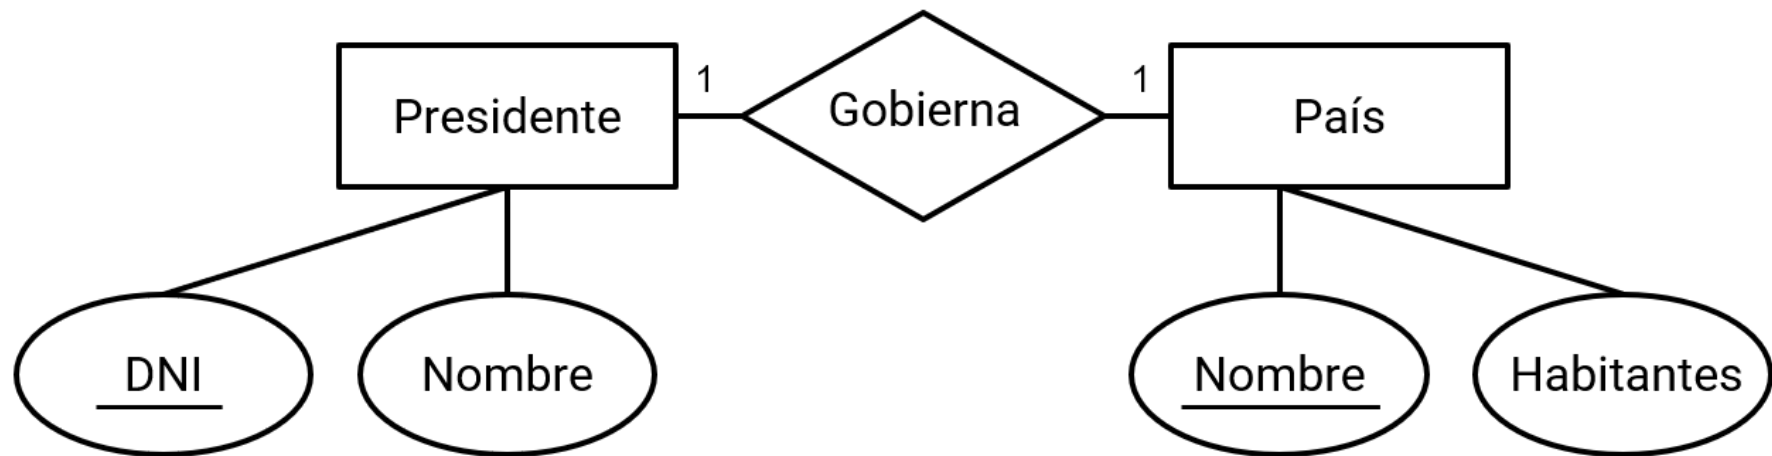 Presidente
1
Gobierna
1
País
DNI
Nombre
Nombre
Habitantes